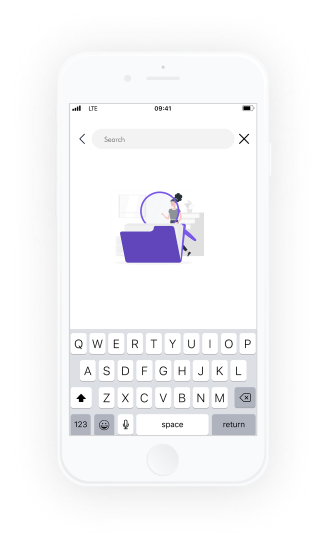 LTE 09:41
Search
Q W E R T Y U I O P
A S D F G H J K L
Z X C V B N M
123 space return